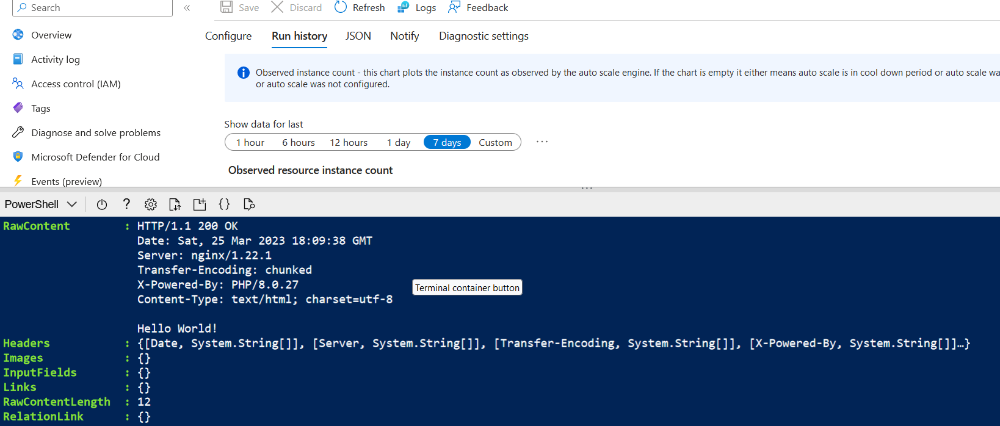 Search
«
Save
Discard
Refresh
Logs
Feedback
Overview
Activity log
Access control (IAM)
Tags
Diagnose and solve problems
Microsoft Defender for Cloud
Events (preview)
Configure Run history JSON Notify Diagnostic settings
Observed instance count - this chart plots the instance count as observed by the auto scale engine. If the chart is empty it either means auto scale is in cool down period or auto scale wa
or auto scale was not configured.
Show data for last
1 hour 6 hours 12 hours 1 day 7 days Custom ...
Observed resource instance count
PowerShell ? {}
RawContent : HTTP/1.1 200 OK
Date: Sat, 25 Mar 2023 18:09:38 GMT
Server: nginx/1.22.1
Transfer-Encoding: chunked
X-Powered-By: PHP/8.0.27
Terminal container button
Content-Type: text/html; charset=utf-8
Hello World!
Headers : {[Date, System.String[]], [Server, System.String[]], [Transfer-Encoding, System.String[]], [X-Powered-By, System.String[]]…}
Images : {}
InputFields : {}
Links : {}
RawContentLength : 12
RelationLink : {}